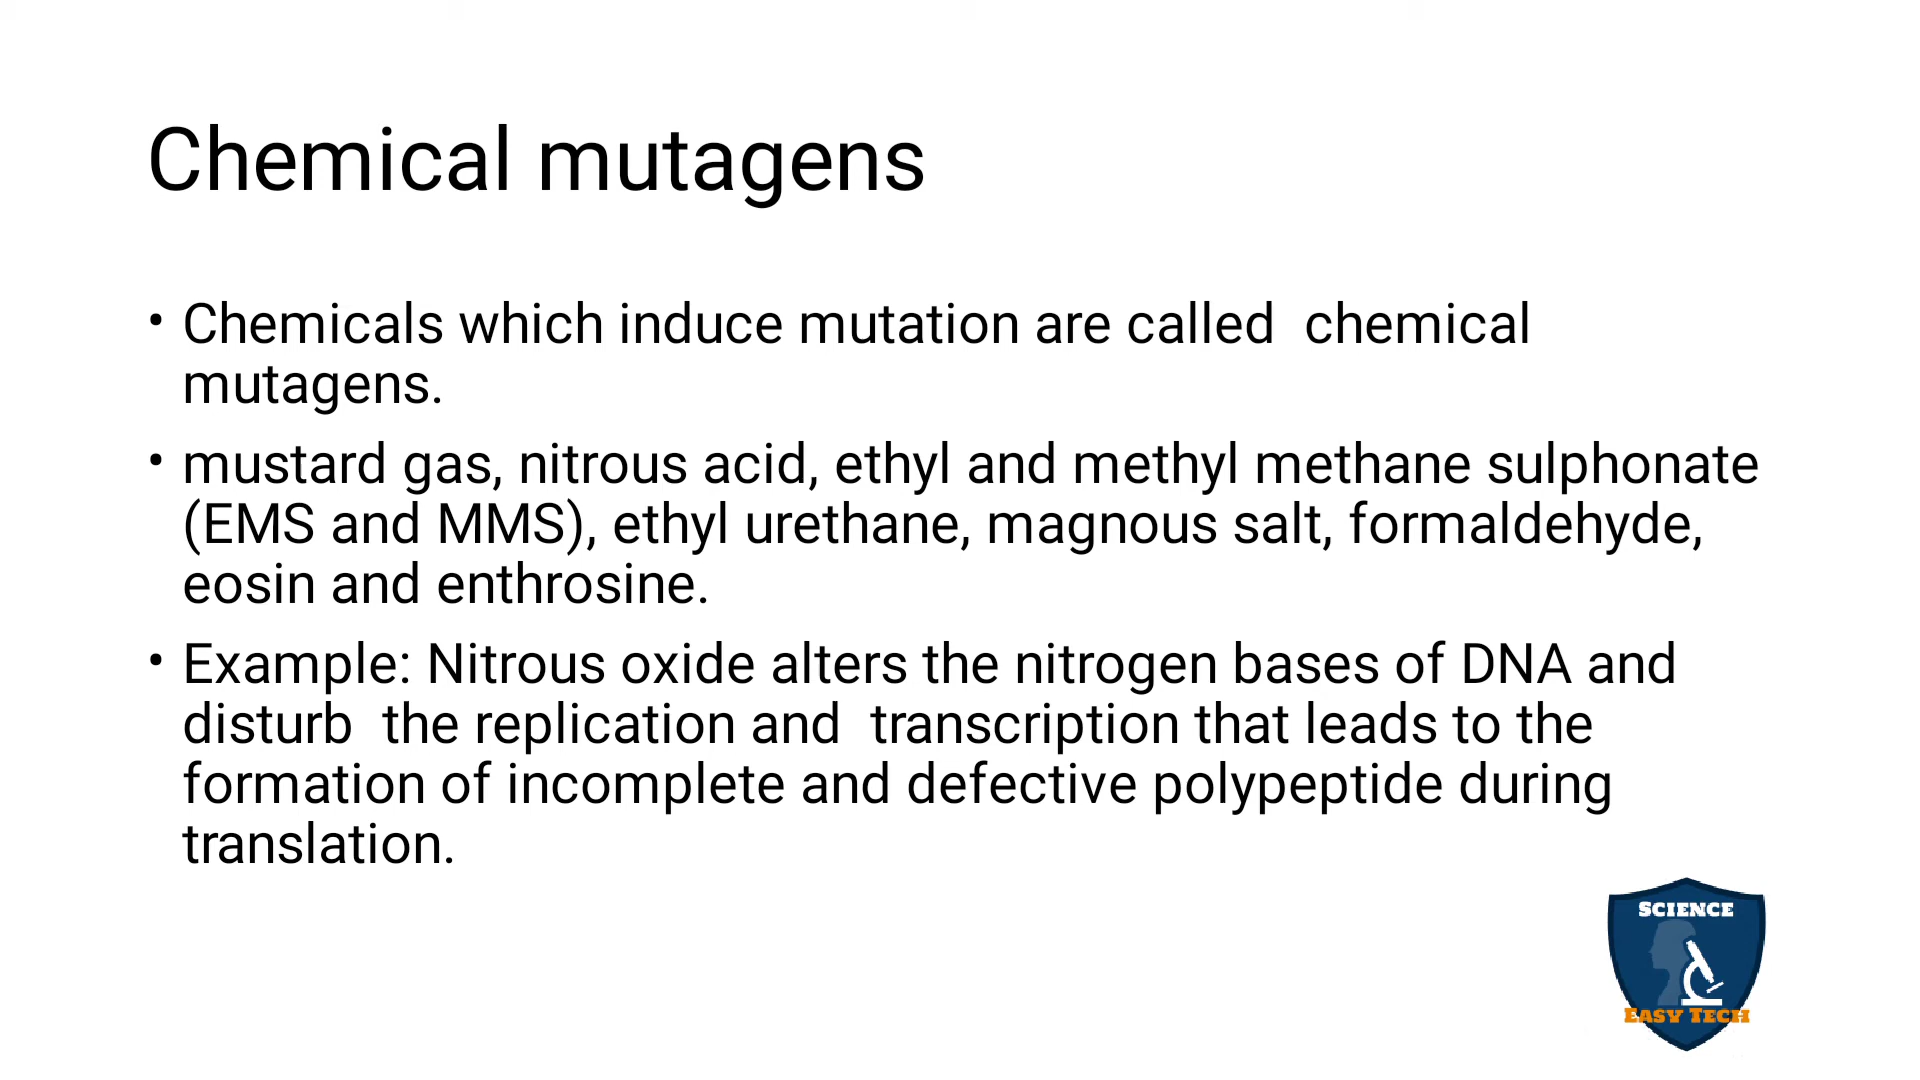 Chemical mutagens
• Chemicals which induce mutation are called  chemical
mutagens.
• mustard gas, nitrous acid, ethyl and methyl methane sulphonate
(EMS and MMS), ethyl urethane, magnous salt, formaldehyde,
eosin and enthrosine.
• Example: Nitrous oxide alters the nitrogen bases of DNA and
disturb  the replication and  transcription that leads to the
formation of incomplete and defective polypeptide during
translation.
SCIENCE
EASY TECH